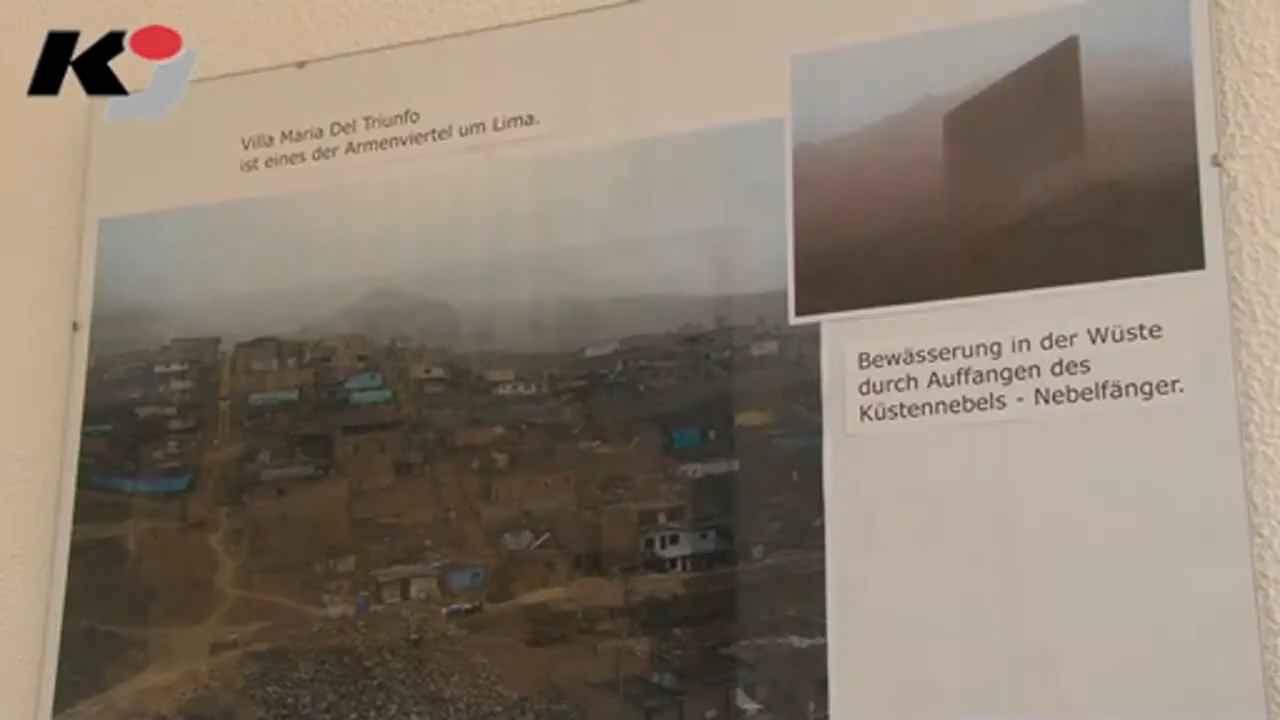 KJ
Villa Maria Del Triunfo
ist eines der Armenviertel um Lima.
Bewässerung in der Wüste
durch Auffangen des
Küstennebels - Nebelfänger.